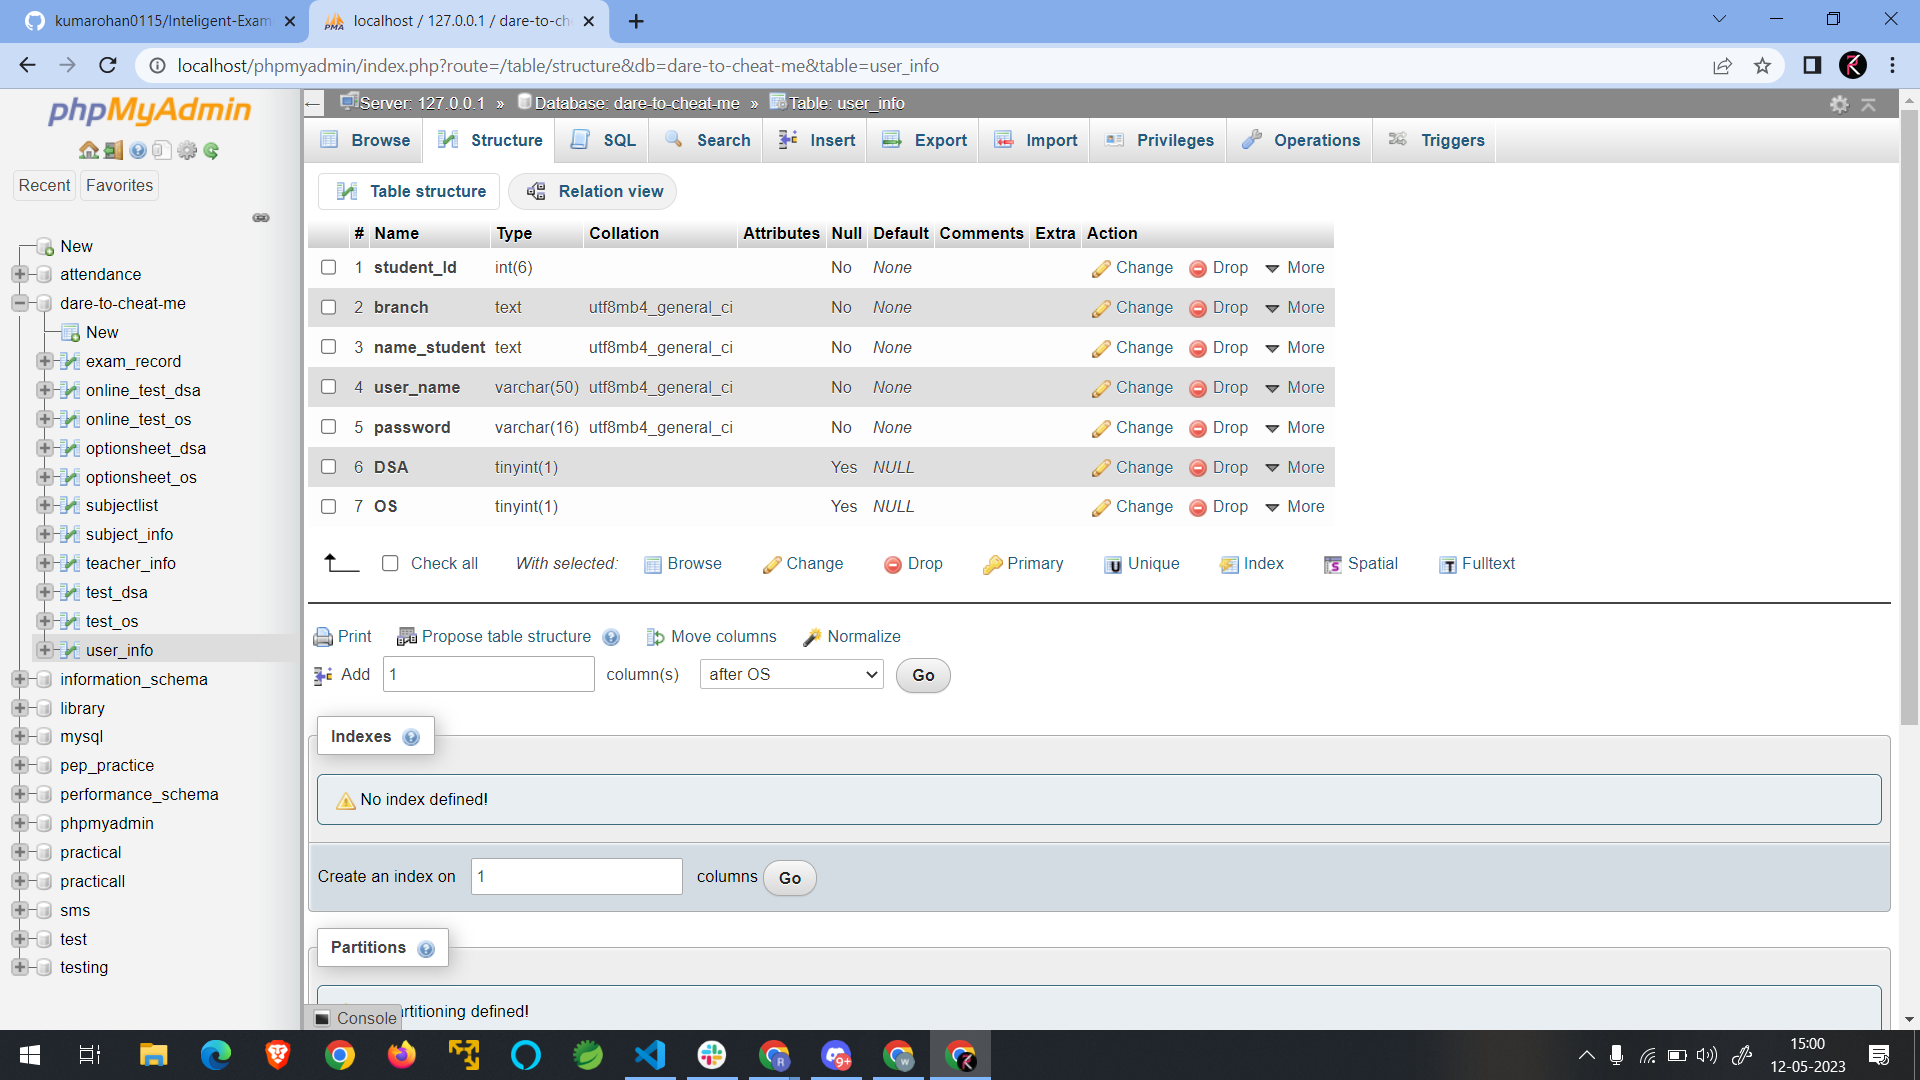 kumarohan0115/Inteligent-Exam
localhost / 127.0.0.1 / dare-to-ch
localhost/phpmyadmin/index.php?route=/table/structure&db=dare-to-cheat-me&table=user_info
phpMyAdmin
Recent
Favorites
New
attendance
dare-to-cheat-me
New
exam_record
online_test_dsa
online_test_os
optionsheet_dsa
optionsheet_os
subjectlist
subject_info
teacher_info
test_dsa
test_os
user_info
information_schema
library
mysql
pep_practice
performance_schema
phpmyadmin
practical
practicall
sms
test
testing
Server: 127.0.0.1 » Database: dare-to-cheat-me » Table: user_info
Browse Structure SQL Search Insert Export Import Privileges Operations Triggers
Table structure Relation view
# Name Type Collation Attributes Null Default Comments Extra Action
1 student_Id int(6) No None Change Drop More
2 branch text utf8mb4_general_ci No None Change Drop More
3 name_student text utf8mb4_general_ci No None Change Drop More
4 user_name varchar(50) utf8mb4_general_ci No None Change Drop More
5 password varchar(16) utf8mb4_general_ci No None Change Drop More
6 DSA tinyint(1) Yes NULL Change Drop More
7 OS tinyint(1) Yes NULL Change Drop More
Check all With selected: Browse Change Drop Primary Unique Index Spatial Fulltext
Print Propose table structure Move columns Normalize
Add 1 column(s) after OS Go
Indexes
No index defined!
Create an index on 1 columns Go
Partitions
artitioning defined!
Console
9+
R
w
15:00
12-05-2023